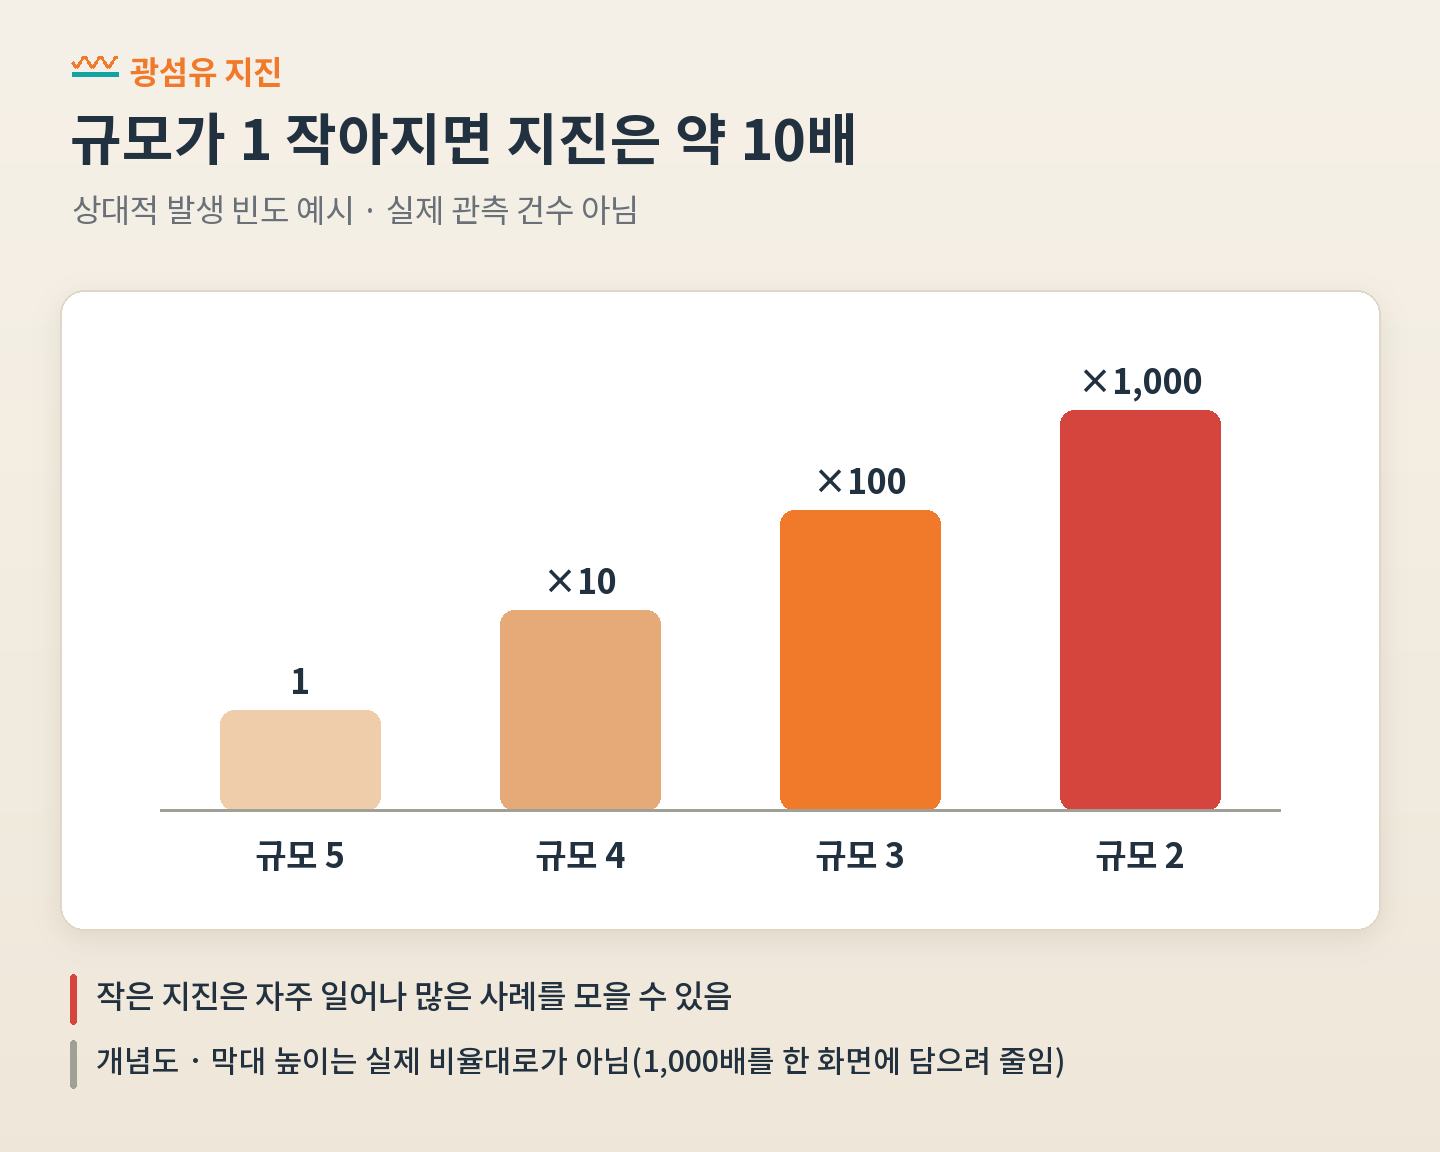 광섬유 지진
규모가 1 작아지면 지진은 약 10배
상대적 발생 빈도 예시 · 실제 관측 건수 아님
×1,000
×100
×10
1
규모 5
규모 4
규모 3
규모 2
작은 지진은 자주 일어나 많은 사례를 모을 수 있음
개념도 · 막대 높이는 실제 비율대로가 아님(1,000배를 한 화면에 담으려 줄임)